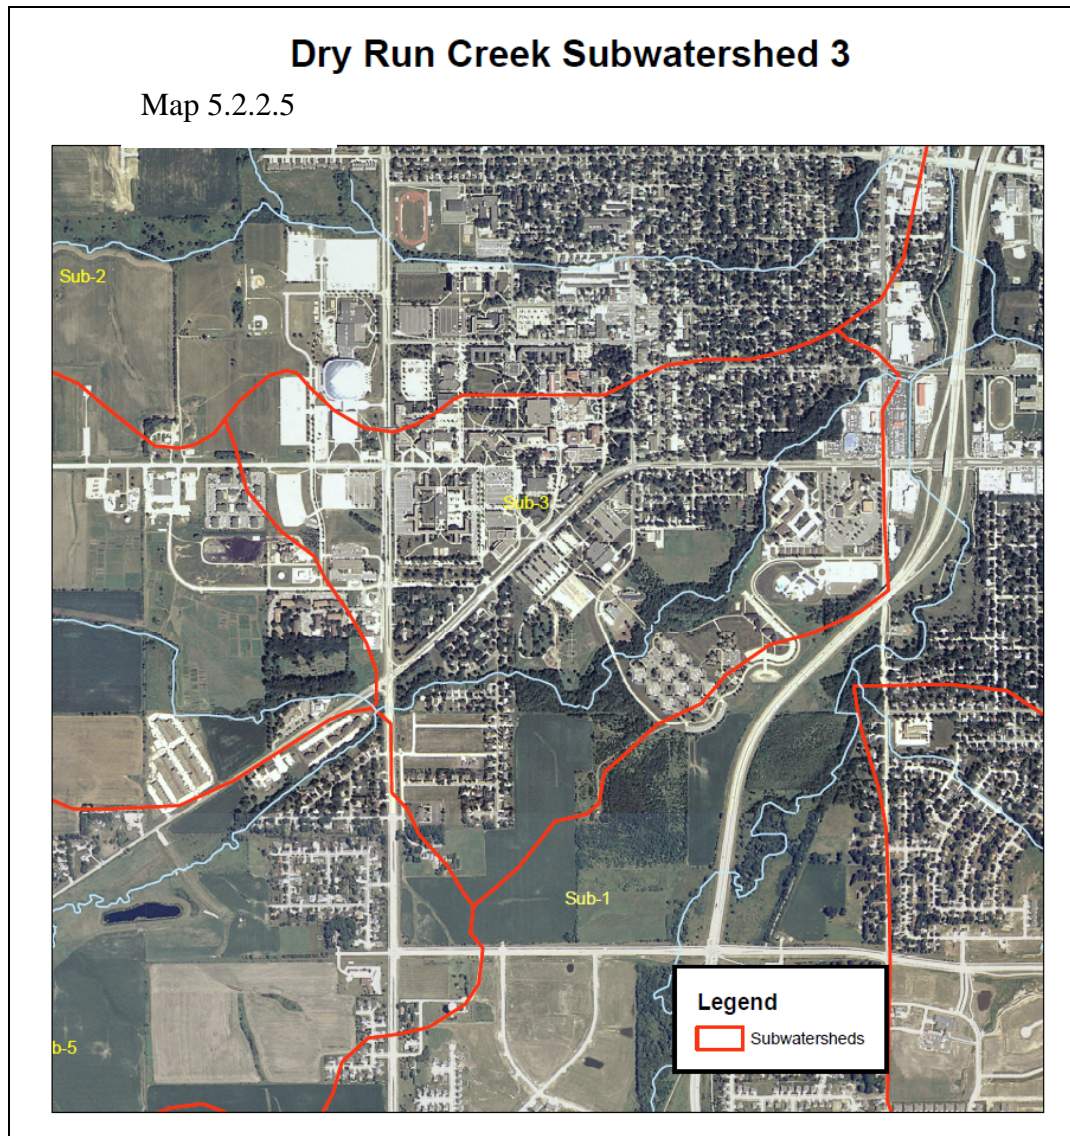 Dry Run Creek Subwatershed 3
Map 5.2.2.5
Sub-2
Sub-3
Sub-1
b-5
Legend
Subwatersheds